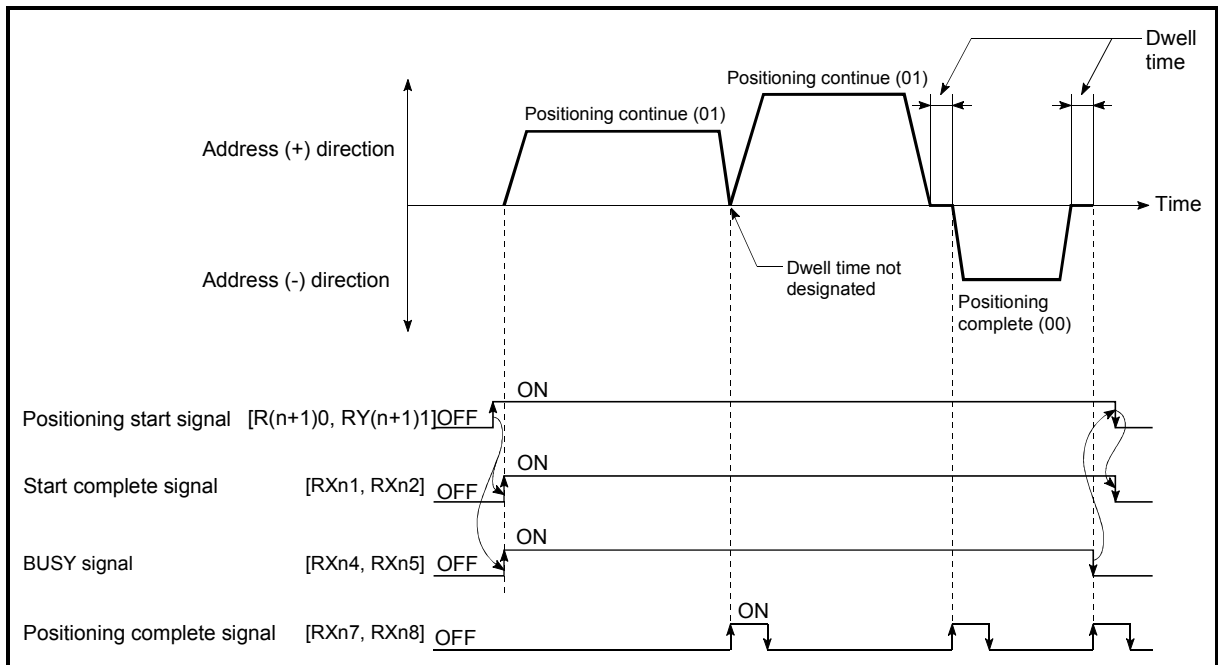 Dwell
time
Positioning continue (01)
Positioning continue (01)
Address (+) direction
Time
Dwell time not
designated
Address (-) direction
Positioning
complete (00)
ON
Positioning start signal [R(n+1)0, RY(n+1)1] OFF
ON
Start complete signal [RXn1, RXn2] OFF
ON
BUSY signal [RXn4, RXn5] OFF
ON
Positioning complete signal [RXn7, RXn8] OFF